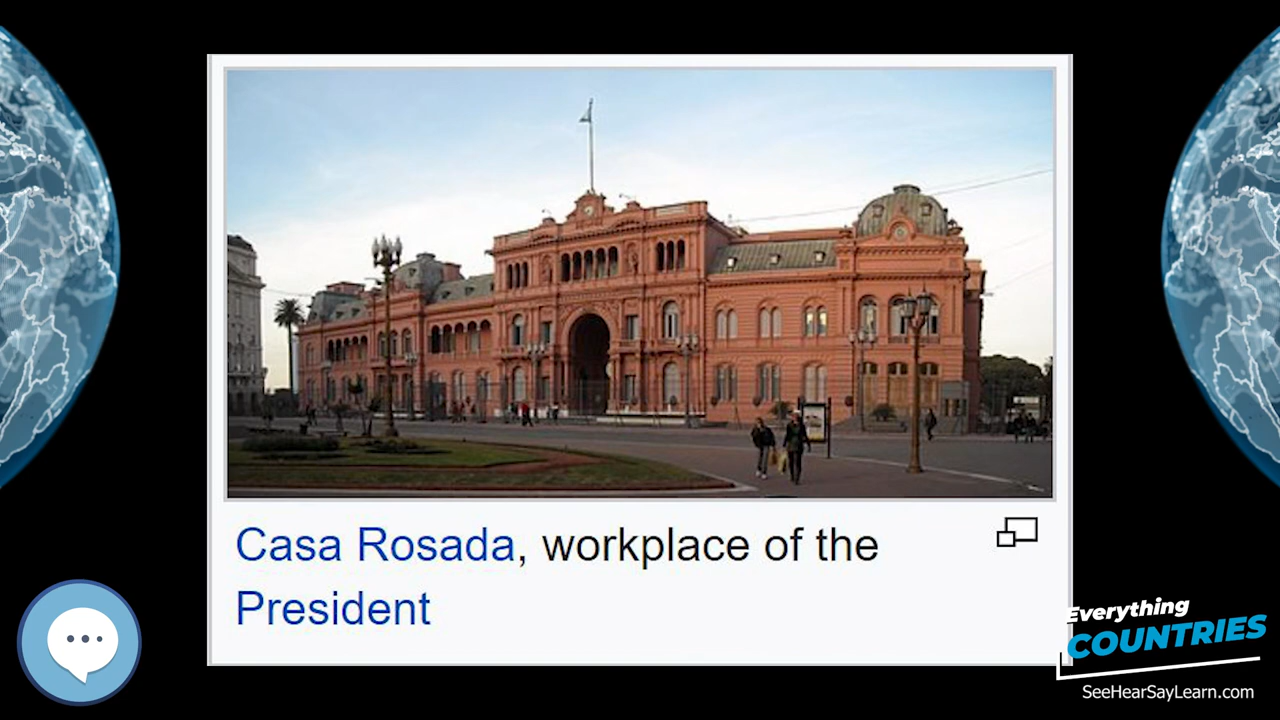 Casa Rosada, workplace of the
President
Everything
COUNTRIES
SeeHearSayLearn.com